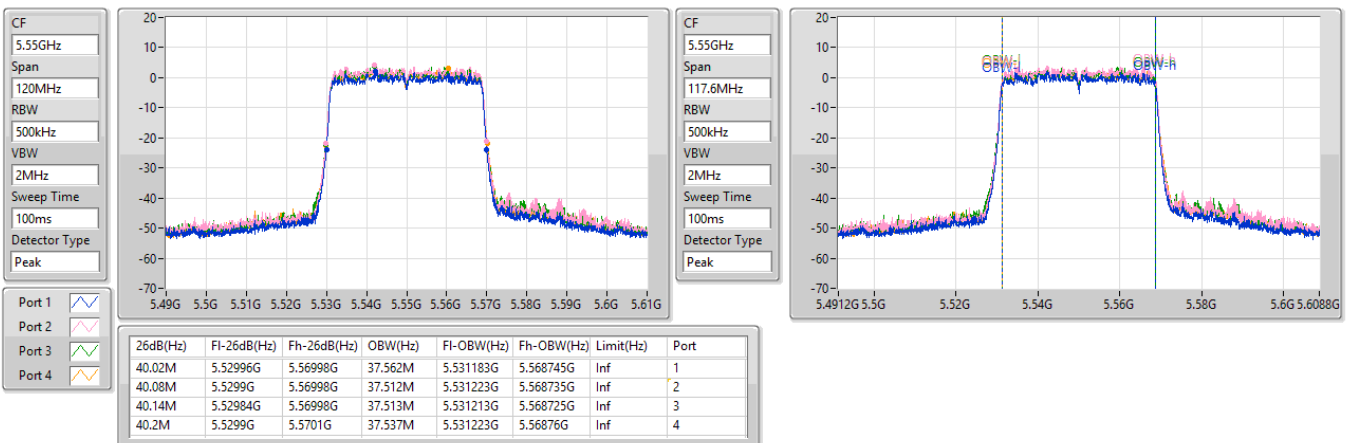 CF
5.55GHz
Span
120MHz
RBW
500kHz
VBW
2MHz
Sweep Time
100ms
Detector Type
Peak
20
10
0
-10
-20
-30
-40
-50
-60
-70
5.49G 5.5G 5.51G 5.52G 5.53G 5.54G 5.55G 5.56G 5.57G 5.58G 5.59G 5.6G 5.61G
CF
5.55GHz
Span
117.6MHz
RBW
500kHz
VBW
2MHz
Sweep Time
100ms
Detector Type
Peak
20
10
0
-10
-20
-30
-40
-50
-60
-70
OBW-l OBW-h
5.4912G 5.5G 5.52G 5.54G 5.56G 5.58G 5.6G 5.6088G
Port 1
Port 2
Port 3
Port 4
26dB(Hz) Fl-26dB(Hz) Fh-26dB(Hz) OBW(Hz) Fl-OBW(Hz) Fh-OBW(Hz) Limit(Hz) Port
40.02M 5.52996G 5.56998G 37.562M 5.531183G 5.568745G Inf 1
40.08M 5.5299G 5.56998G 37.512M 5.531223G 5.568735G Inf 2
40.14M 5.52984G 5.56998G 37.513M 5.531213G 5.568725G Inf 3
40.2M 5.5299G 5.5701G 37.537M 5.531223G 5.56876G Inf 4